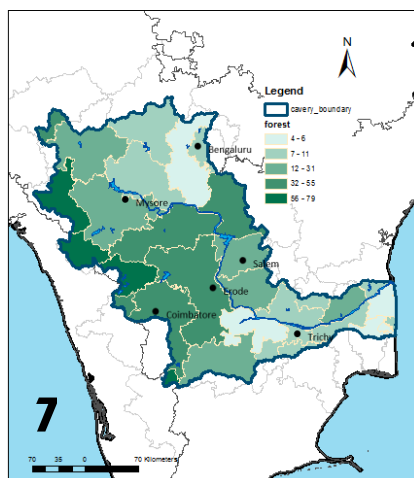 N
Legend
cavery_boundary
forest
4 - 6
7 - 11
12 - 31
32 - 55
56 - 79
Bengaluru
Mysore
Salem
Erode
Coimbatore
Trichy
7
70 35 0 70 Kilometers